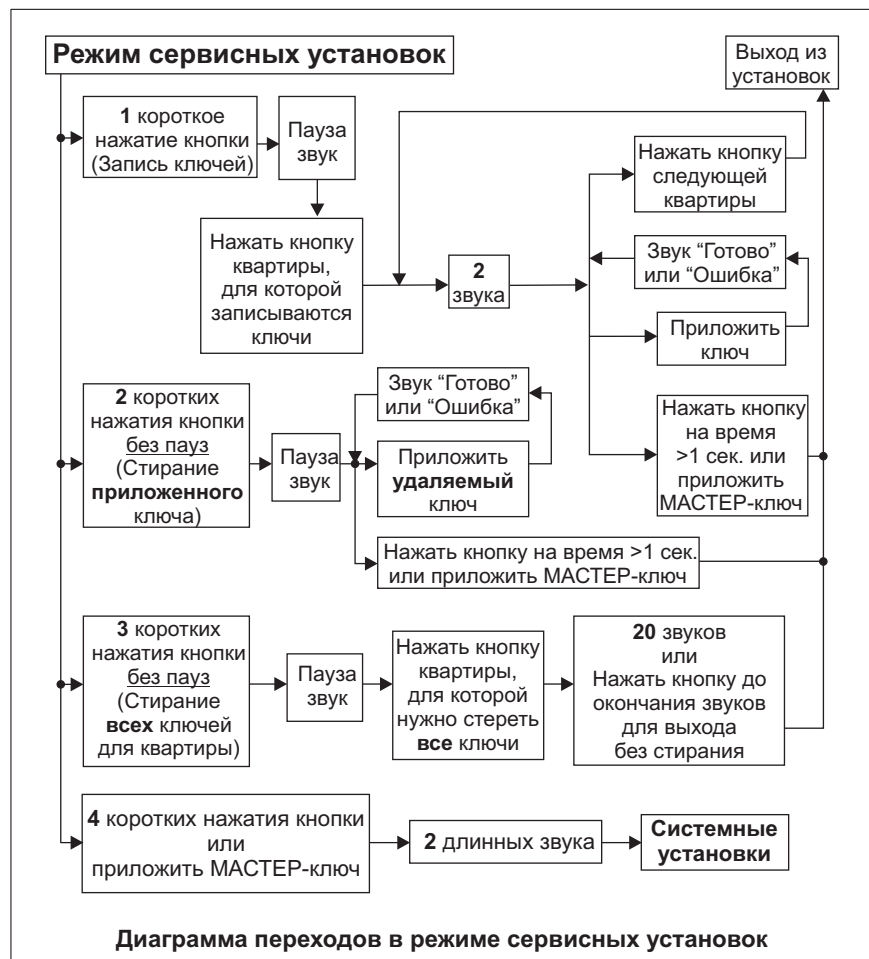 Режим сервисных установок
Выход из
установок
1 короткое
нажатие кнопки
(Запись ключей)
Пауза
звук
Нажать кнопку
следующей
квартиры
Нажать кнопку
квартиры,
для которой
записываются
ключи
2
звука
Звук “Готово”
или “Ошибка”
Приложить
ключ
Нажать кнопку
на время
>1 сек. или
приложить
МАСТЕР-ключ
2 коротких
нажатия кнопки
без пауз
(Стирание
приложенного
ключа)
Пауза
звук
Звук “Готово”
или “Ошибка”
Приложить
удаляемый
ключ
Нажать кнопку на время >1 сек.
или приложить МАСТЕР-ключ
3 коротких
нажатия кнопки
без пауз
(Стирание
всех ключей
для квартиры)
Пауза
звук
Нажать кнопку
квартиры,
для которой
нужно стереть
все ключи
20 звуков
или
Нажать кнопку до
окончания звуков
для выхода
без стирания
4 коротких нажатия кнопки
или
приложить МАСТЕР-ключ
2 длинных звука
Системные
установки
Диаграмма переходов в режиме сервисных установок